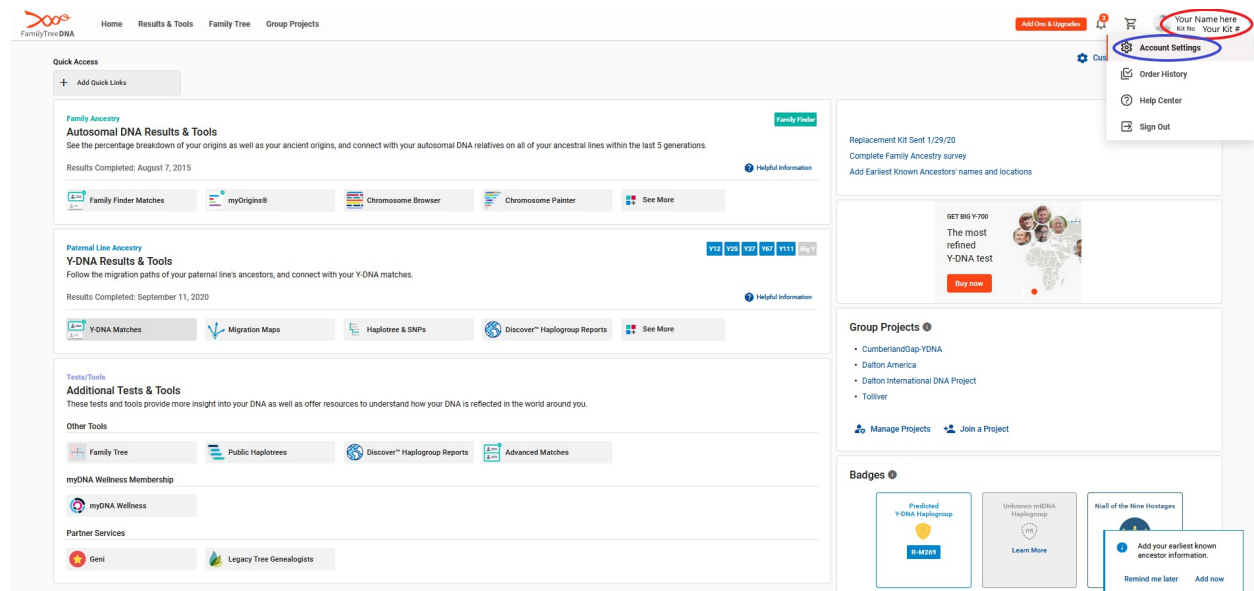 FamilyTreeDNA
Home Results & Tools Family Tree Group Projects
Add Ons & Upgrades
3
Your Name here
Kit No Your Kit #
Account Settings
Order History
Help Center
Sign Out
Quick Access
Cus
+ Add Quick Links
Family Ancestry
Family Finder
Autosomal DNA Results & Tools
See the percentage breakdown of your origins as well as your ancient origins, and connect with your autosomal DNA relatives on all of your ancestral lines within the last 5 generations.
Results Completed: August 7, 2015
Helpful Information
Family Finder Matches
myOrigins®
Chromosome Browser
Chromosome Painter
See More
Paternal Line Ancestry
Y12 Y25 Y37 Y67 Y111 Big Y
Y-DNA Results & Tools
Follow the migration paths of your paternal line's ancestors, and connect with your Y-DNA matches.
Results Completed: September 11, 2020
Helpful Information
Y-DNA Matches
Migration Maps
Haplotree & SNPs
Discover™ Haplogroup Reports
See More
Tests/Tools
Additional Tests & Tools
These tests and tools provide more insight into your DNA as well as offer resources to understand how your DNA is reflected in the world around you.
Other Tools
Family Tree
Public Haplotrees
Discover™ Haplogroup Reports
Advanced Matches
myDNA Wellness Membership
myDNA Wellness
Partner Services
Geni
Legacy Tree Genealogists
Replacement Kit Sent 1/29/20
Complete Family Ancestry survey
Add Earliest Known Ancestors' names and locations
GET BIG Y-700
The most
refined
Y-DNA test
Buy now
Group Projects
• CumberlandGap-YDNA
• Dalton America
• Dalton International DNA Project
• Tolliver
Manage Projects
Join a Project
Badges
Predicted
Y-DNA Haplogroup
R-M269
Unknown mtDNA
Haplogroup
mt
Learn More
Niall of the Nine Hostages
Add your earliest known
ancestor information.
Remind me later Add now